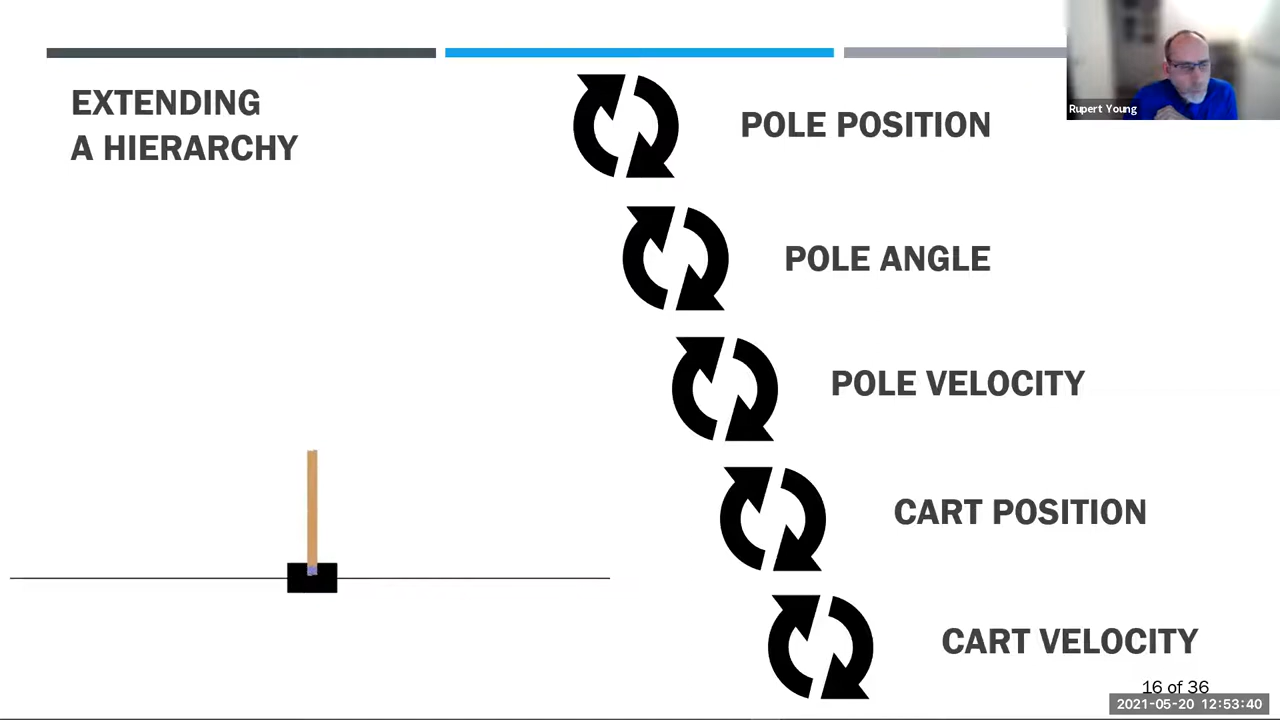 EXTENDING
A HIERARCHY
POLE POSITION
Rupert Young
POLE ANGLE
POLE VELOCITY
CART POSITION
CART VELOCITY
16 of 36
2021-05-20 12:53:40